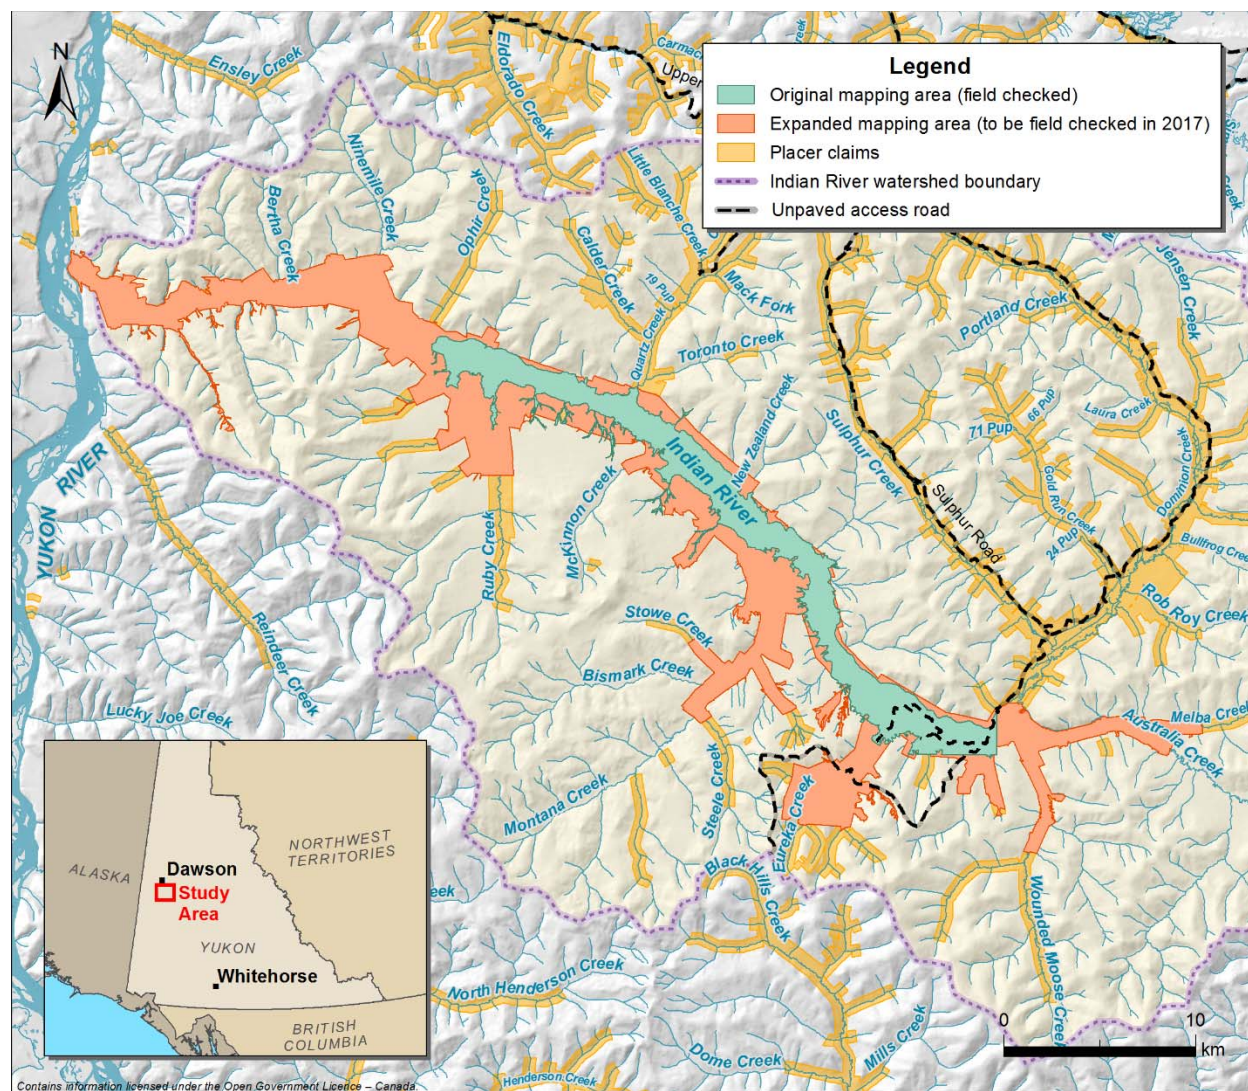 N
Ensley Creek
Eldorado Creek
Upper
Legend
Original mapping area (field checked)
Expanded mapping area (to be field checked in 2017)
Placer claims
Indian River watershed boundary
Unpaved access road
Ninemile Creek
Bertha Creek
Ophir Creek
Little Blanche Creek
Calder Creek
19 Pup
Quartz Creek
Mack Fork
Toronto Creek
New Zealand Creek
Jensen Creek
Portland Creek
66 Pup
71 Pup
Laura Creek
Sulphur Creek
Sulphur Road
Gold Run Creek
24 Pup
Dominion Creek
Bullfrog Cree
Rob Roy Creek
Indian River
YUKON RIVER
McKinnon Creek
Ruby Creek
Reindeer Creek
Lucky Joe Creek
Stowe Creek
Bismark Creek
Melba Creek
Australia Creek
Steele Creek
Montana Creek
Eureka Creek
Black Hills Creek
Wounded Moose Creek
North Henderson Creek
Mills Creek
Dome Creek
Henderson Creek
ALASKA
Dawson
Study
Area
NORTHWEST
TERRITORIES
YUKON
Whitehorse
BRITISH
COLUMBIA
0 10
km
Contains information licensed under the Open Government Licence – Canada.